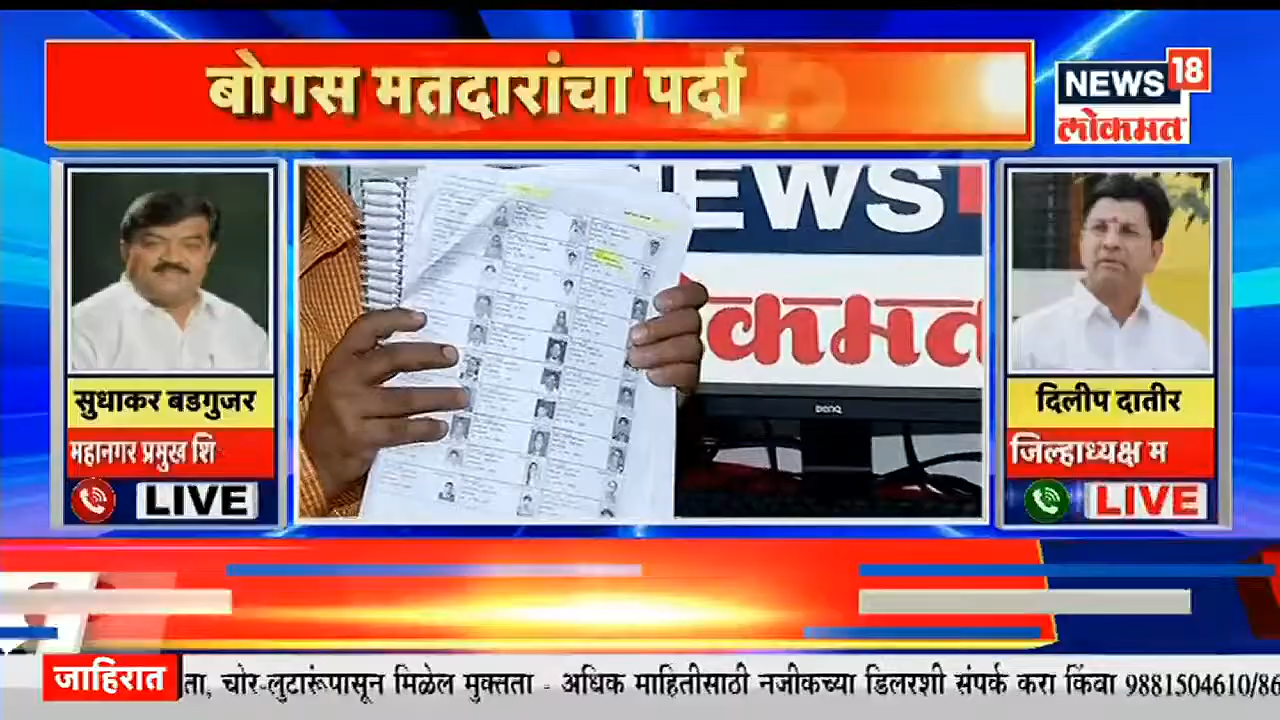 बोगस मतदारांचा पर्दा
NEWS 18
लोकमत
EWS
कमत
BENQ
सुधाकर बडगुजर
महानगर प्रमुख शि
LIVE
दिलीप दातीर
जिल्हाध्यक्ष म
LIVE
जाहिरात
ता, चोर-लुटारूंपासून मिळेल मुक्तता - अधिक माहितीसाठी नजीकच्या डिलरशी संपर्क करा किंवा 9881504610/86